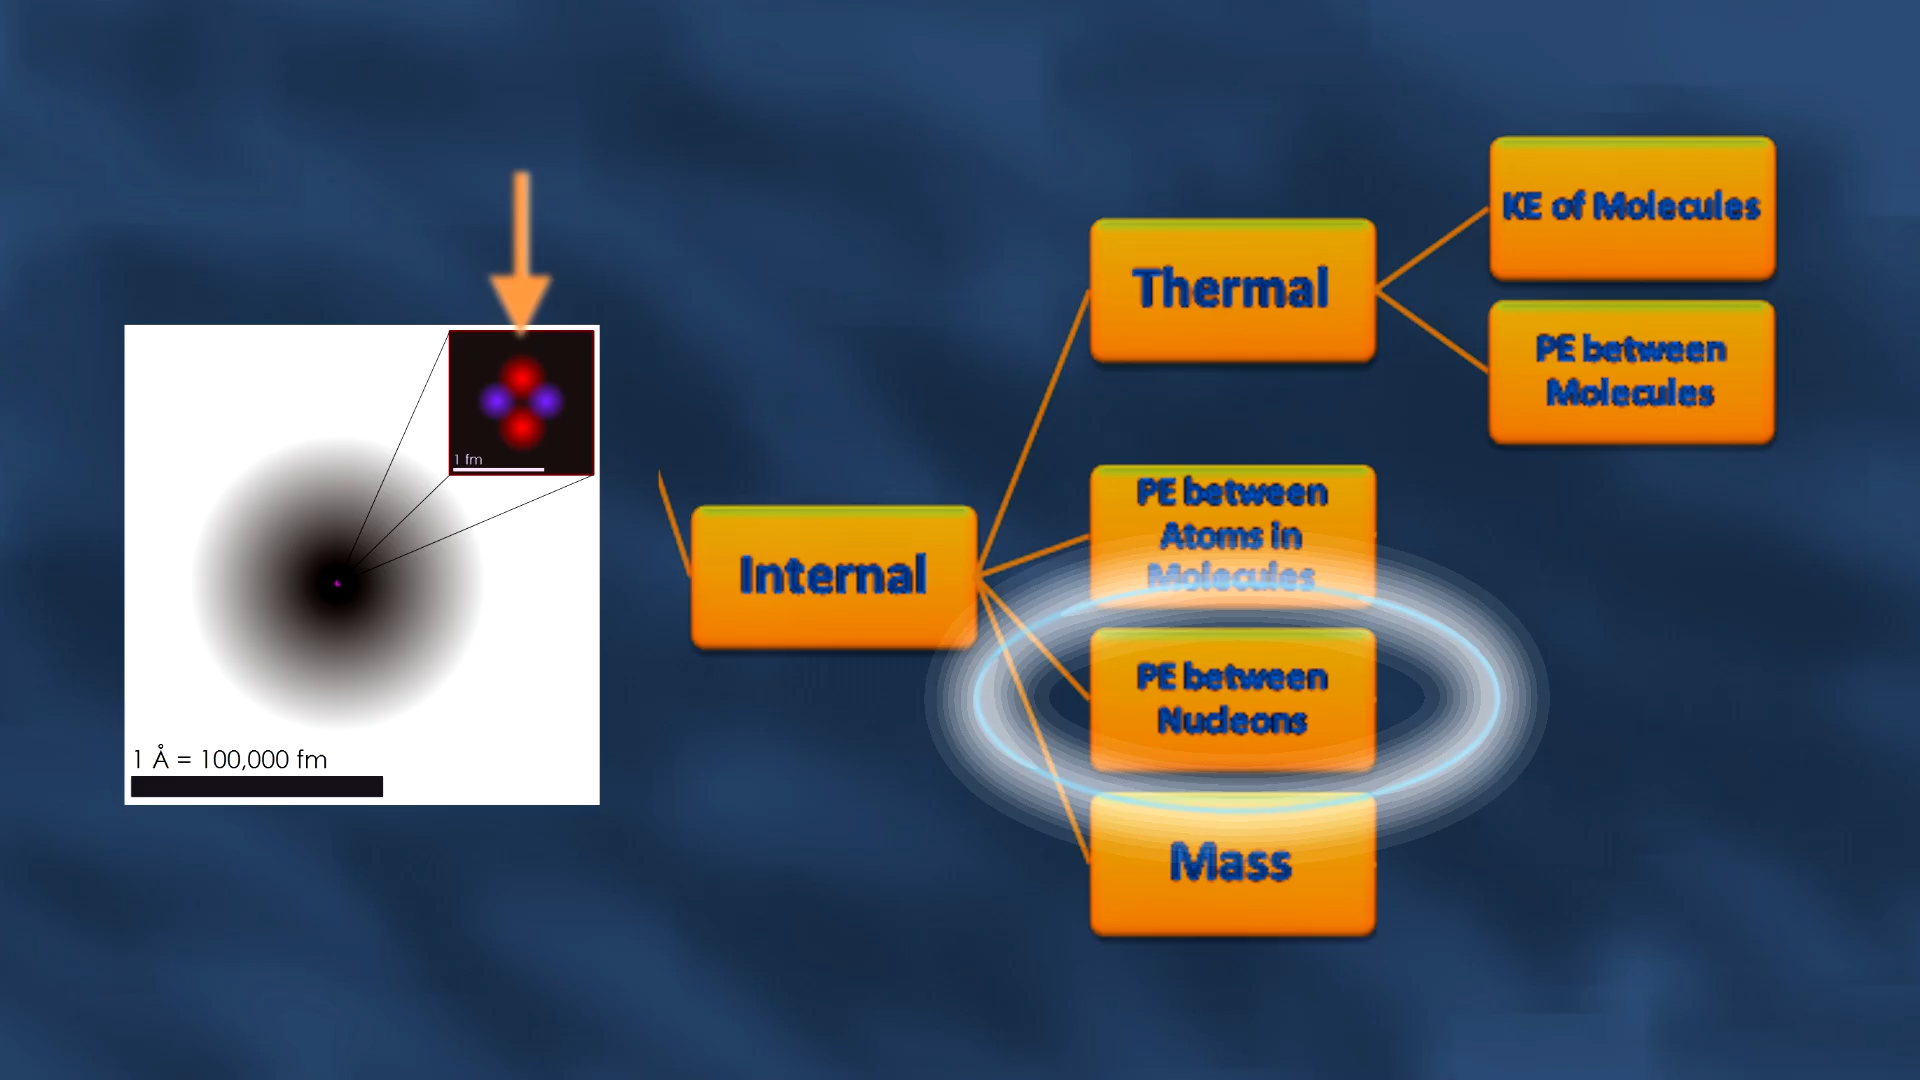 1 fm
1 Å = 100,000 fm
Internal
Thermal
KE of Molecules
PE between
Molecules
PE between
Atoms in
Molecules
PE between
Nucleons
Mass